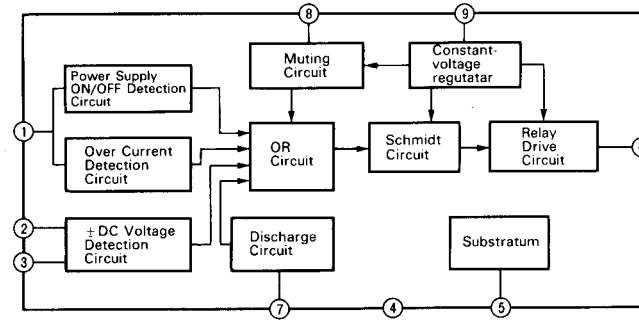 8
9
Muting
Circuit
Constant-
voltage
regutatar
Power Supply
ON/OFF Detection
Circuit
1
Over Current
Detection
Circuit
OR
Circuit
Schmidt
Circuit
Relay
Drive
Circuit
2
3
±DC Voltage
Detection
Circuit
Discharge
Circuit
Substratum
7
4
5